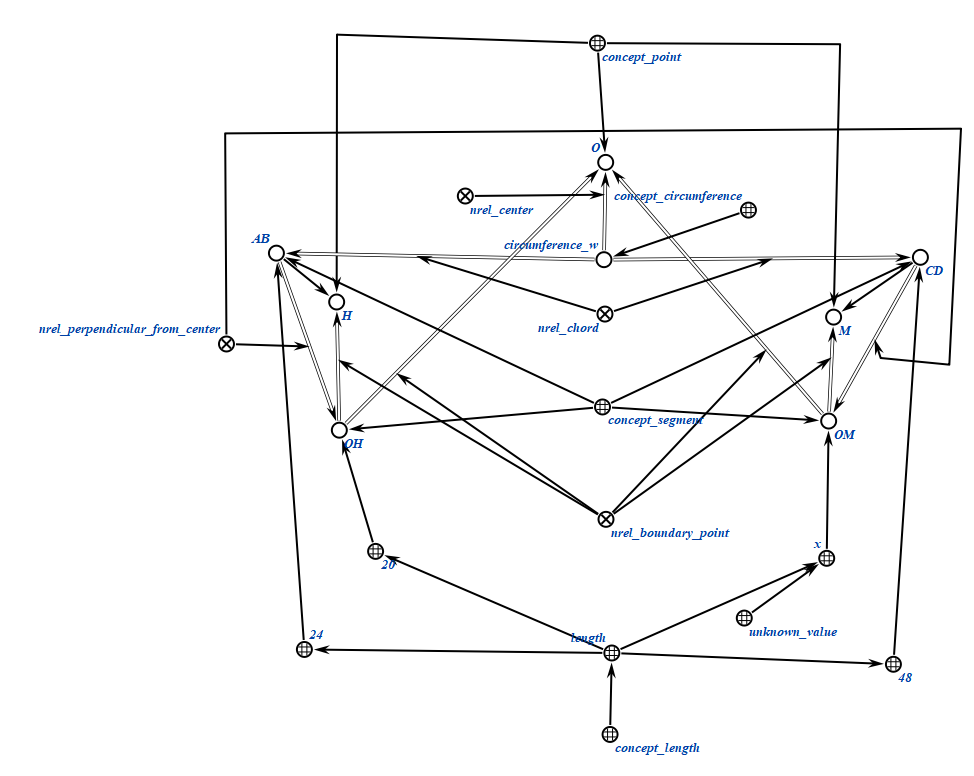 concept_point
O
concept_circumference
nrel_center
AB
circumference_w
CD
H
nrel_chord
M
nrel_perpendicular_from_center
concept_segment
OH
OM
nrel_boundary_point
x
20
unknown_value
24
length
48
concept_length